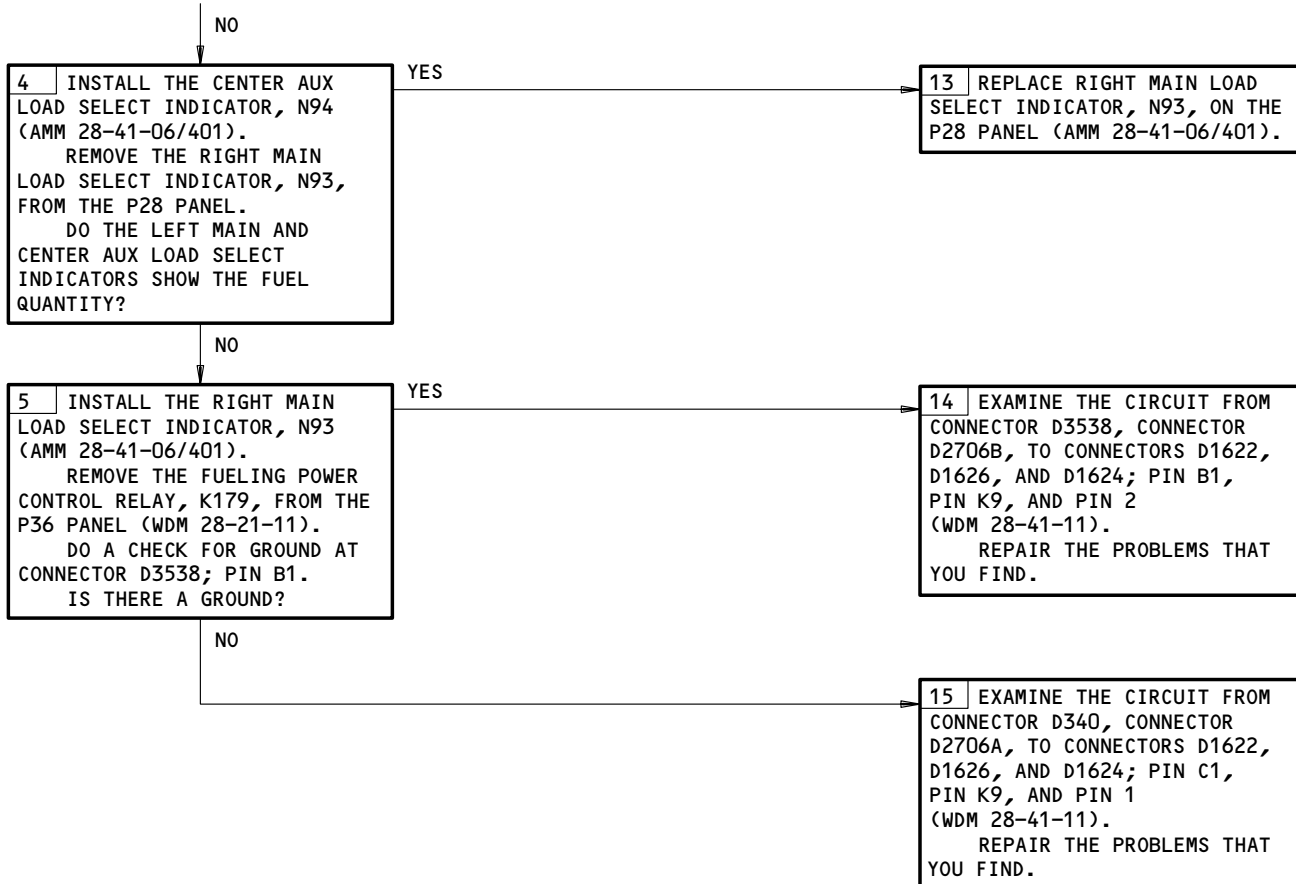 NO
4 INSTALL THE CENTER AUX
LOAD SELECT INDICATOR, N94
(AMM 28-41-06/401).
REMOVE THE RIGHT MAIN
LOAD SELECT INDICATOR, N93,
FROM THE P28 PANEL.
DO THE LEFT MAIN AND
CENTER AUX LOAD SELECT
INDICATORS SHOW THE FUEL
QUANTITY?
YES
13 REPLACE RIGHT MAIN LOAD
SELECT INDICATOR, N93, ON THE
P28 PANEL (AMM 28-41-06/401).
NO
5 INSTALL THE RIGHT MAIN
LOAD SELECT INDICATOR, N93
(AMM 28-41-06/401).
REMOVE THE FUELING POWER
CONTROL RELAY, K179, FROM THE
P36 PANEL (WDM 28-21-11).
DO A CHECK FOR GROUND AT
CONNECTOR D3538; PIN B1.
IS THERE A GROUND?
YES
14 EXAMINE THE CIRCUIT FROM
CONNECTOR D3538, CONNECTOR
D2706B, TO CONNECTORS D1622,
D1626, AND D1624; PIN B1,
PIN K9, AND PIN 2
(WDM 28-41-11).
REPAIR THE PROBLEMS THAT
YOU FIND.
NO
15 EXAMINE THE CIRCUIT FROM
CONNECTOR D340, CONNECTOR
D2706A, TO CONNECTORS D1622,
D1626, AND D1624; PIN C1,
PIN K9, AND PIN 1
(WDM 28-41-11).
REPAIR THE PROBLEMS THAT
YOU FIND.